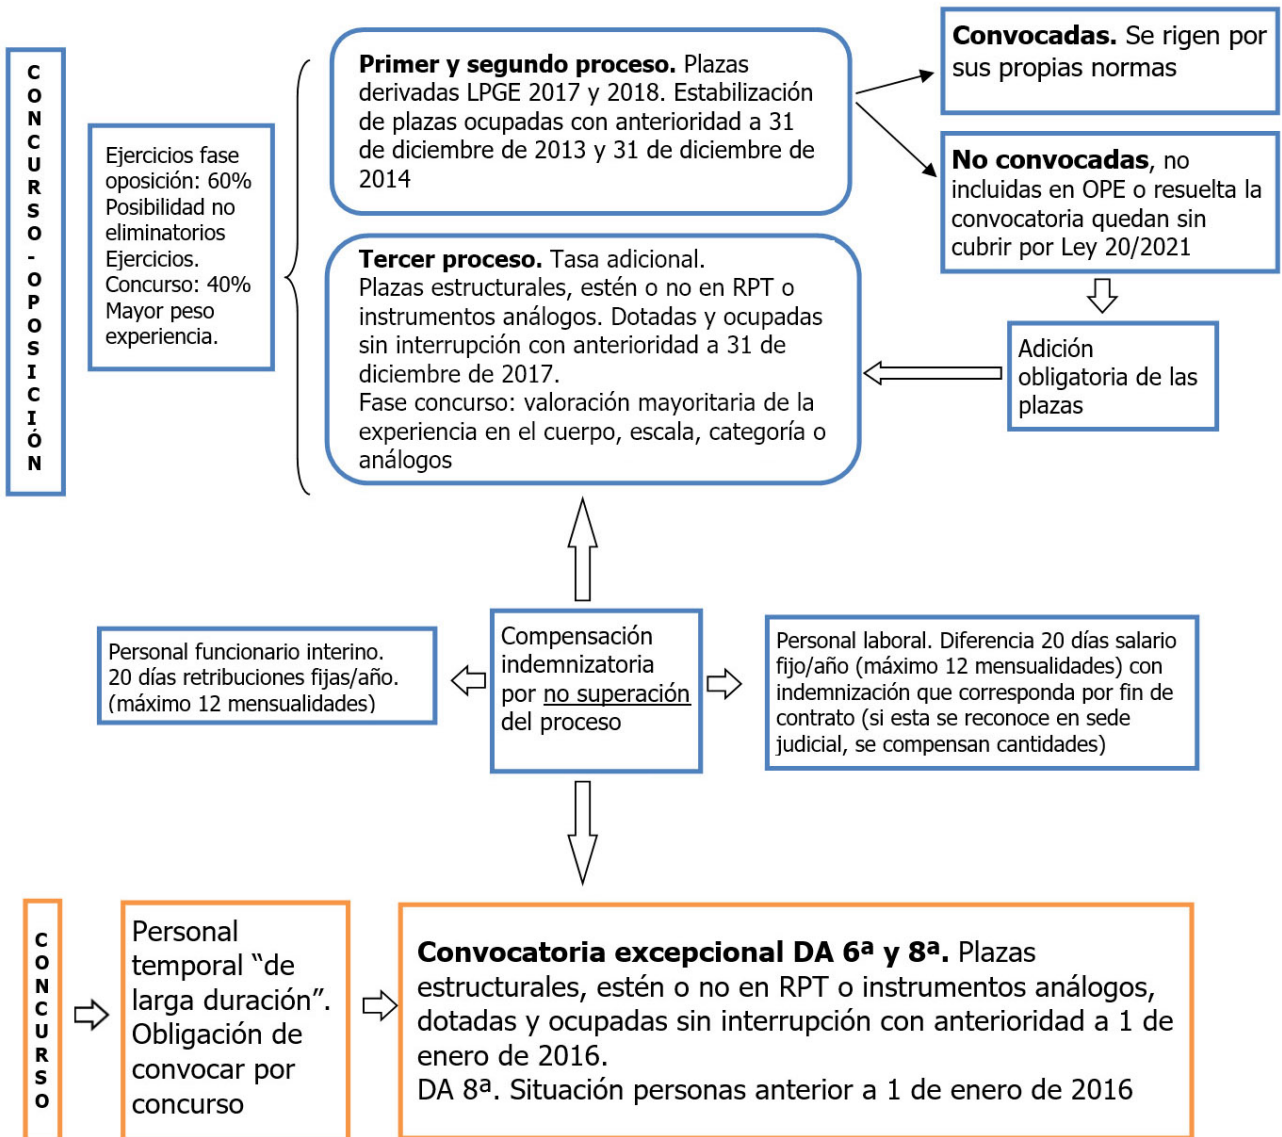 CONCURSO-OPOSICIÓN
Ejercicios fase
oposición: 60%
Posibilidad no
eliminatorios
Ejercicios.
Concurso: 40%
Mayor peso
experiencia.
Primer y segundo proceso. Plazas
derivadas LPGE 2017 y 2018. Estabilización
de plazas ocupadas con anterioridad a 31
de diciembre de 2013 y 31 de diciembre de
2014
Convocadas. Se rigen por
sus propias normas
No convocadas, no
incluidas en OPE o resuelta la
convocatoria quedan sin
cubrir por Ley 20/2021
Tercer proceso. Tasa adicional.
Plazas estructurales, estén o no en RPT o
instrumentos análogos. Dotadas y ocupadas
sin interrupción con anterioridad a 31 de
diciembre de 2017.
Fase concurso: valoración mayoritaria de la
experiencia en el cuerpo, escala, categoría o
análogos
Adición
obligatoria de las
plazas
Personal funcionario interino.
20 días retribuciones fijas/año.
(máximo 12 mensualidades)
Compensación
indemnizatoria
por no superación
del proceso
Personal laboral. Diferencia 20 días salario
fijo/año (máximo 12 mensualidades) con
indemnización que corresponda por fin de
contrato (si esta se reconoce en sede
judicial, se compensan cantidades)
CONCURSO
Personal
temporal “de
larga duración”.
Obligación de
convocar por
concurso
Convocatoria excepcional DA 6ª y 8ª. Plazas
estructurales, estén o no en RPT o instrumentos análogos,
dotadas y ocupadas sin interrupción con anterioridad a 1 de
enero de 2016.
DA 8ª. Situación personas anterior a 1 de enero de 2016